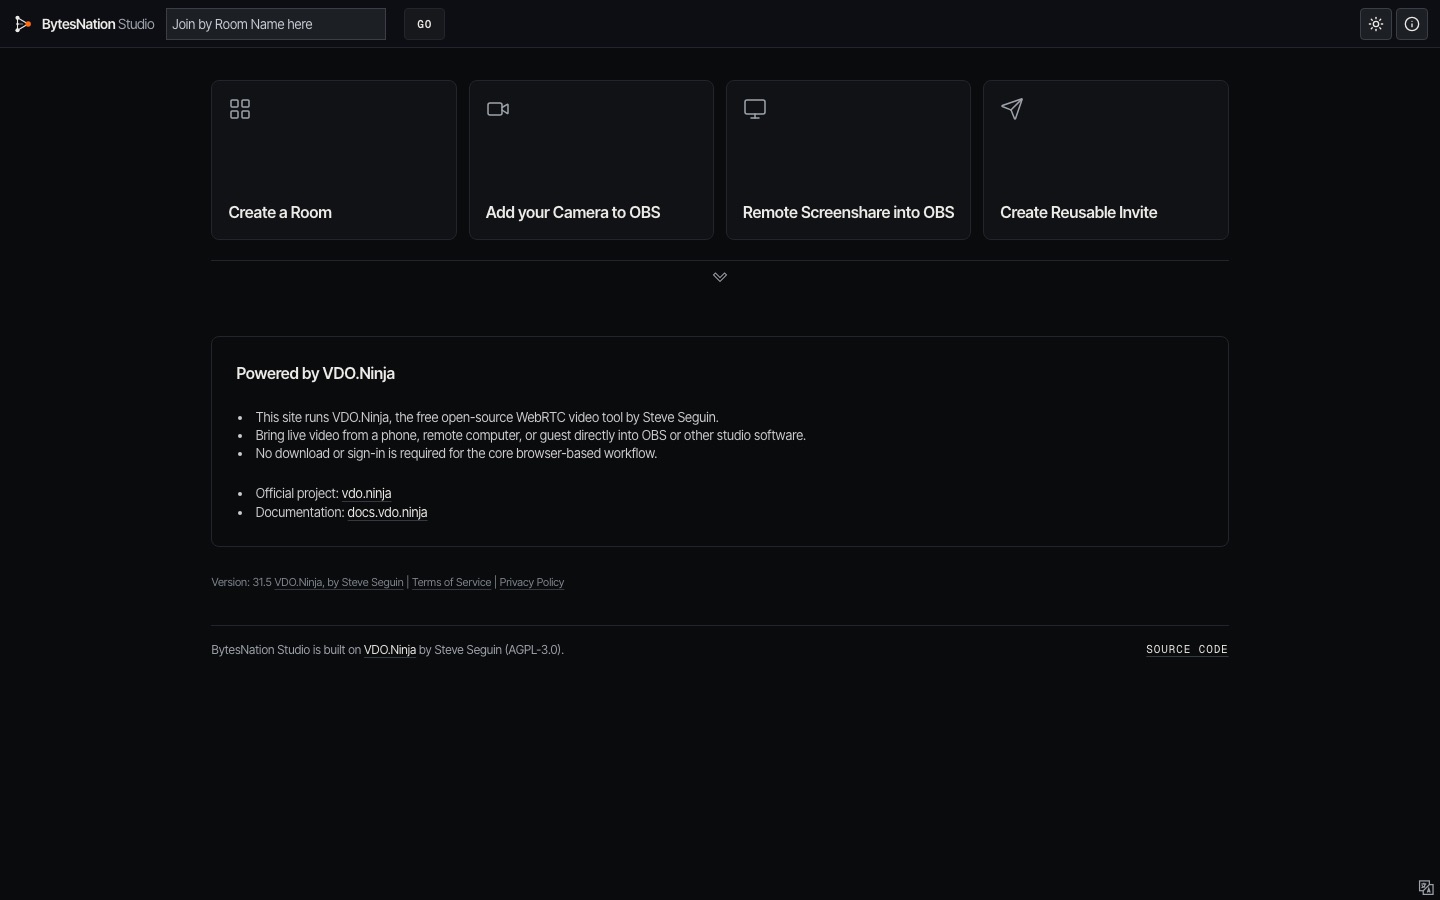 BytesNation Studio
Join by Room Name here
GO
Create a Room
Add your Camera to OBS
Remote Screenshare into OBS
Create Reusable Invite
Powered by VDO.Ninja
• This site runs VDO.Ninja, the free open-source WebRTC video tool by Steve Seguin.
• Bring live video from a phone, remote computer, or guest directly into OBS or other studio software.
• No download or sign-in is required for the core browser-based workflow.
• Official project: vdo.ninja
• Documentation: docs.vdo.ninja
Version: 31.5 VDO.Ninja, by Steve Seguin | Terms of Service | Privacy Policy
BytesNation Studio is built on VDO.Ninja by Steve Seguin (AGPL-3.0).
SOURCE CODE